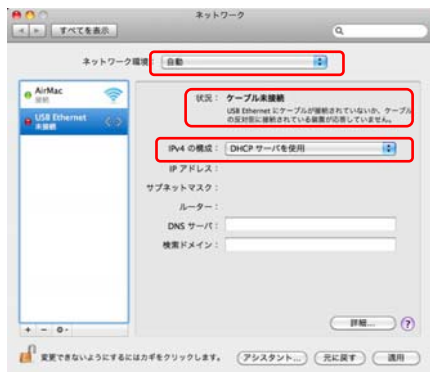 ネットワーク
すべてを表示
ネットワーク環境： 自動
AirMac
接続
USB Ethernet
未接続
状況： ケーブル未接続
USB Ethernet にケーブルが接続されていないか、ケーブル
の反対側に接続されている装置が応答していません。
IPv4 の構成： DHCP サーバを使用
IP アドレス：
サブネットマスク：
ルーター：
DNS サーバ：
検索ドメイン：
詳細... ?
+ −
変更できないようにするにはカギをクリックします。 アシスタント... 元に戻す 適用